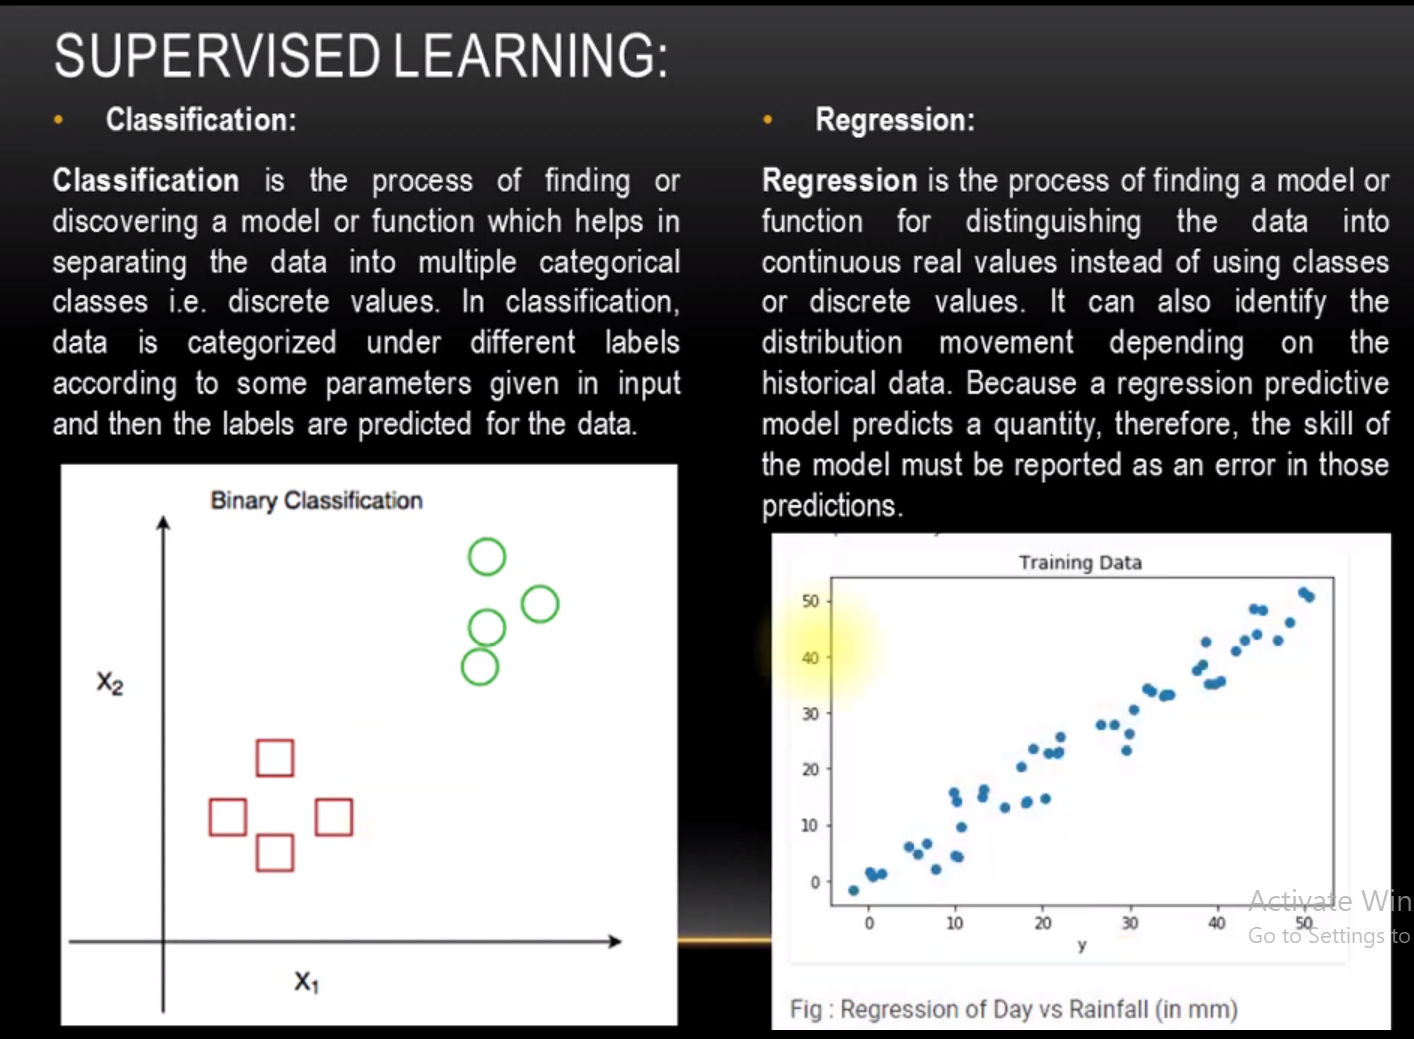 SUPERVISED LEARNING:
• Classification:
Classification is the process of finding or
discovering a model or function which helps in
separating the data into multiple categorical
classes i.e. discrete values. In classification,
data is categorized under different labels
according to some parameters given in input
and then the labels are predicted for the data.
Binary Classification
X2
X1
• Regression:
Regression is the process of finding a model or
function for distinguishing the data into
continuous real values instead of using classes
or discrete values. It can also identify the
distribution movement depending on the
historical data. Because a regression predictive
model predicts a quantity, therefore, the skill of
the model must be reported as an error in those
predictions.
Training Data
50
40
30
20
10
0
0 10 20 30 40 50
y
Fig : Regression of Day vs Rainfall (in mm)
Activate Win
Go to Settings to